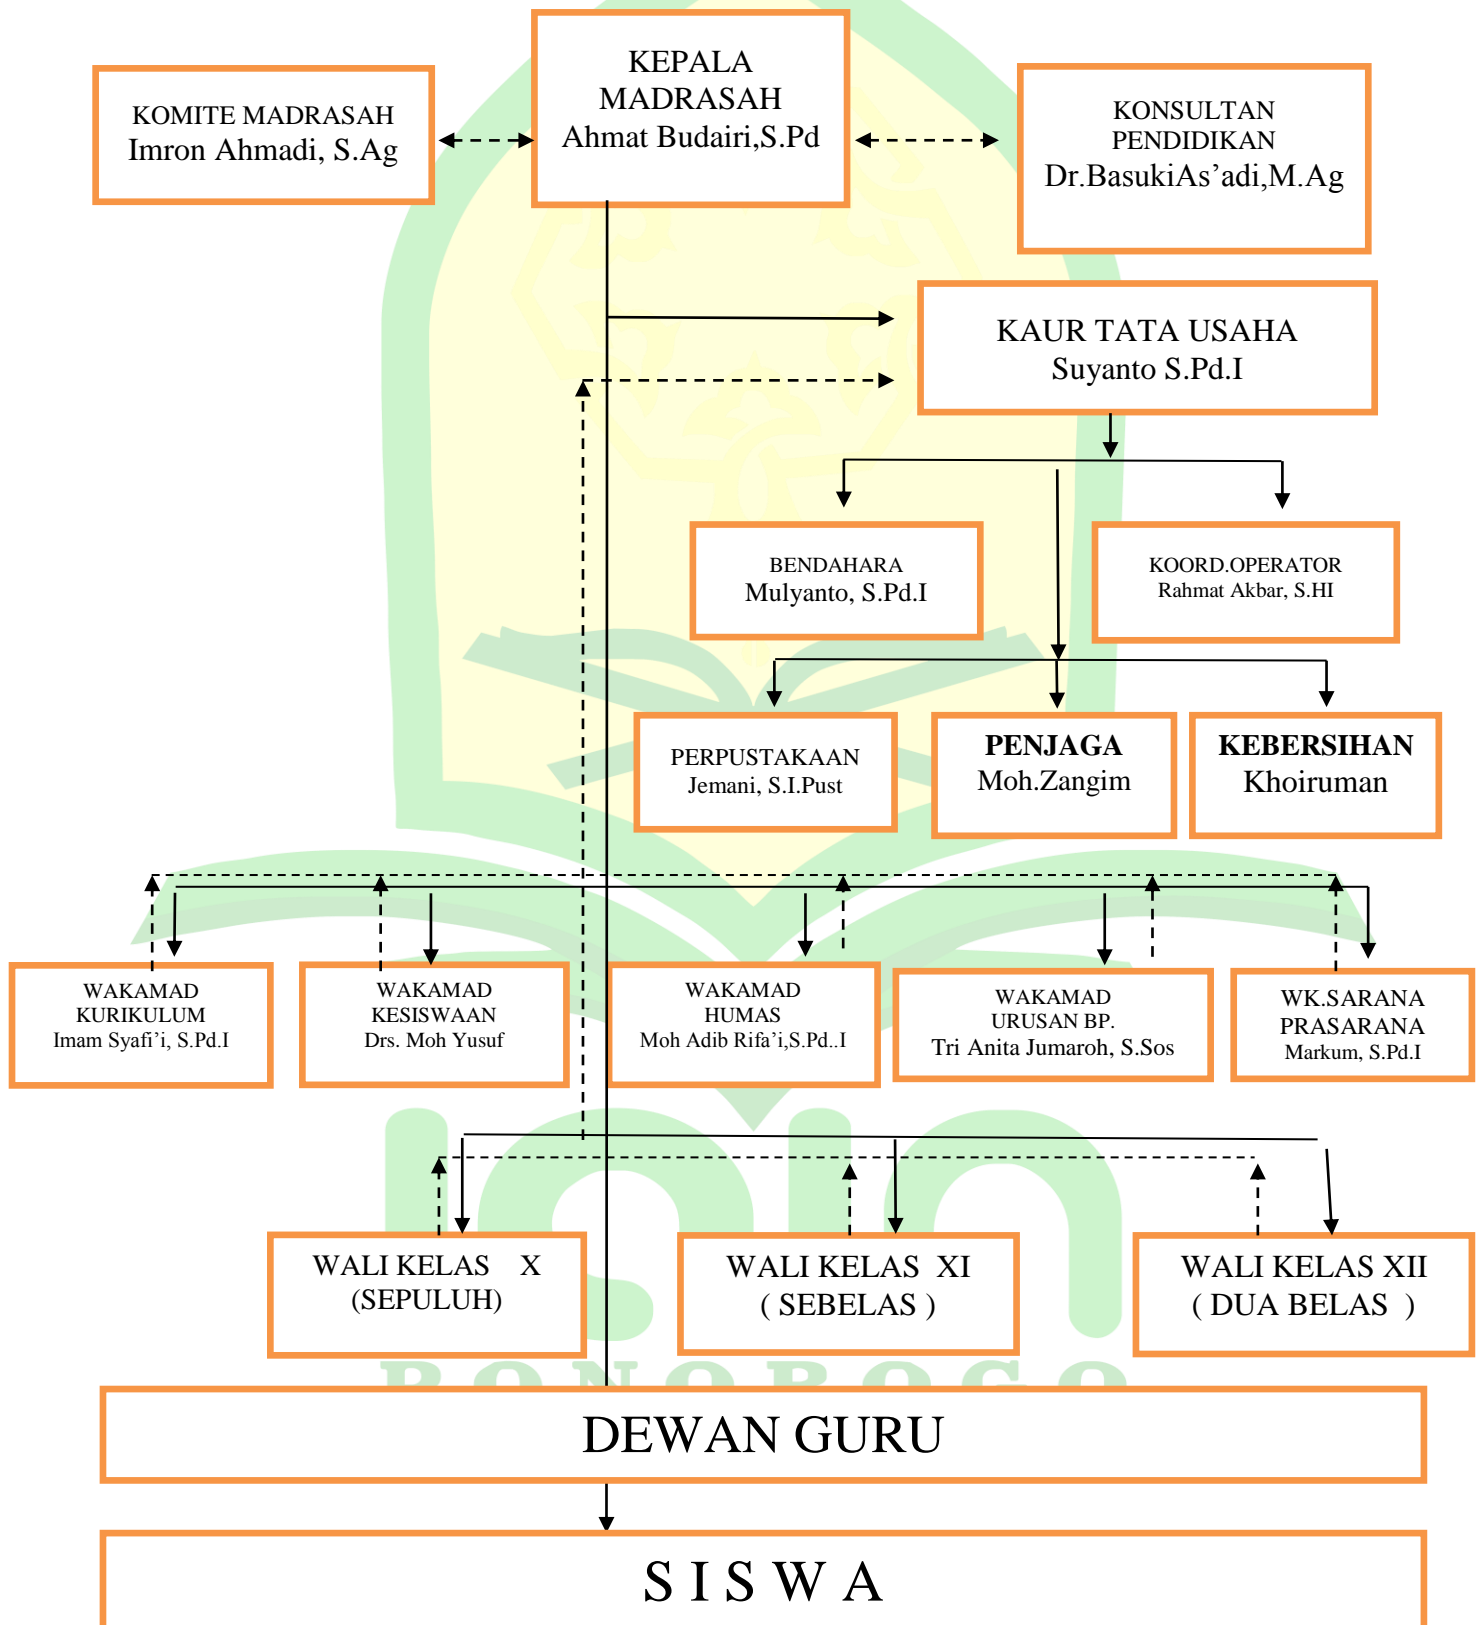 KEPALA
MADRASAH
Ahmat Budairi,S.Pd
KOMITE MADRASAH
Imron Ahmadi, S.Ag
KONSULTAN
PENDIDIKAN
Dr.BasukiAs’adi,M.Ag
KAUR TATA USAHA
Suyanto S.Pd.I
BENDAHARA
Mulyanto, S.Pd.I
KOORD.OPERATOR
Rahmat Akbar, S.HI
PERPUSTAKAAN
Jemani, S.I.Pust
PENJAGA
Moh.Zangim
KEBERSIHAN
Khoiruman
WAKAMAD
KURIKULUM
Imam Syafi’i, S.Pd.I
WAKAMAD
KESISWAAN
Drs. Moh Yusuf
WAKAMAD
HUMAS
Moh Adib Rifa’i,S.Pd..I
WAKAMAD
URUSAN BP.
Tri Anita Jumaroh, S.Sos
WK.SARANA
PRASARANA
Markum, S.Pd.I
WALI KELAS X
(SEPULUH)
WALI KELAS XI
( SEBELAS )
WALI KELAS XII
( DUA BELAS )
DEWAN GURU
S I S W A